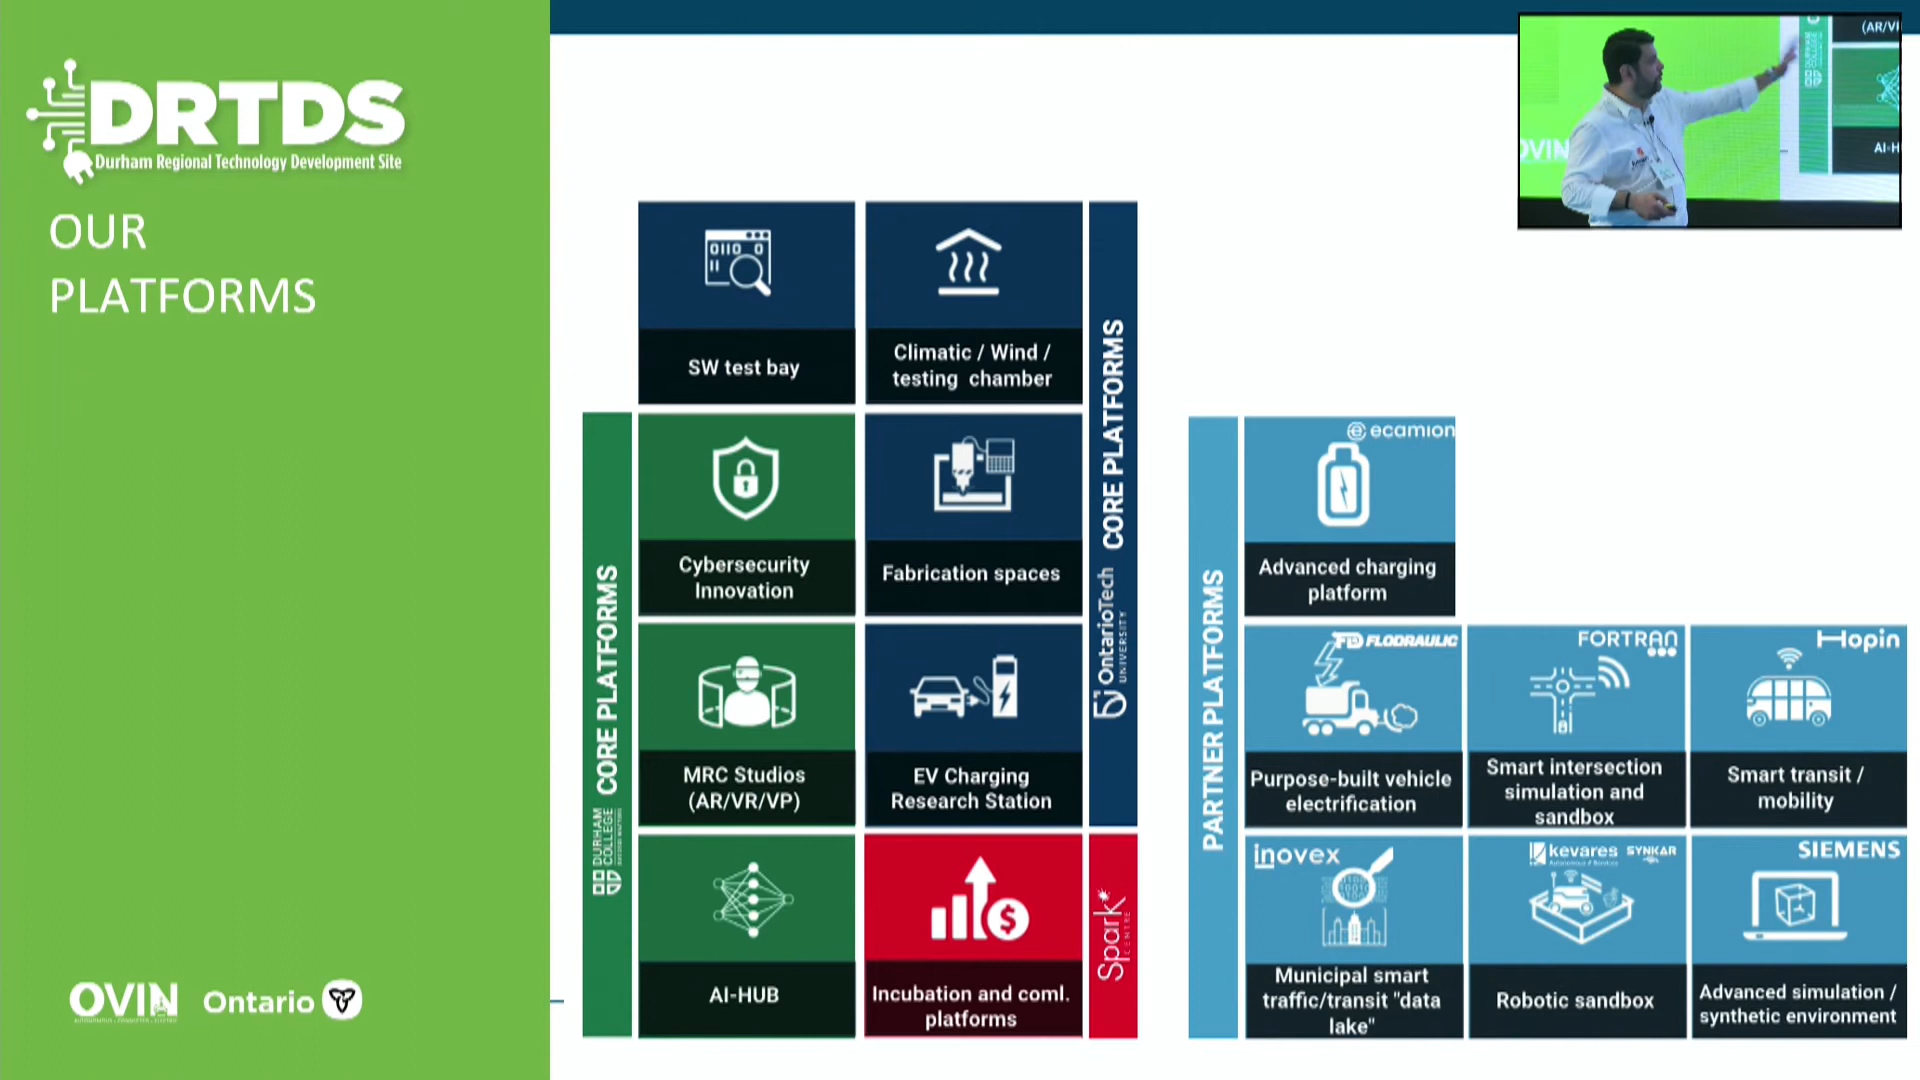 DRTDS
Durham Regional Technology Development Site
OUR
PLATFORMS
OVIN
Ontario
CORE PLATFORMS
DURHAM
COLLEGE
SW test bay
Climatic / Wind /
testing chamber
Cybersecurity
Innovation
Fabrication spaces
MRC Studios
(AR/VR/VP)
EV Charging
Research Station
AI-HUB
Incubation and coml.
platforms
CORE PLATFORMS
OntarioTech
UNIVERSITY
Spark
CENTRE
PARTNER PLATFORMS
ecamion
Advanced charging
platform
FLODRAULIC
Purpose-built vehicle
electrification
FORTRAN
Smart intersection
simulation and
sandbox
Hopin
Smart transit /
mobility
inovex
Municipal smart
traffic/transit "data
lake"
kevares
SYNKAR
Robotic sandbox
SIEMENS
Advanced simulation /
synthetic environment
OVIN
(AR/V
DURHAM
COLLEGE
AI-H